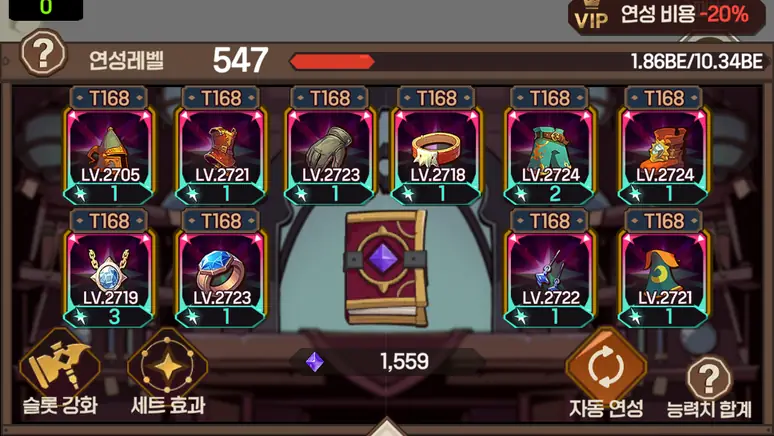 0
VIP 연성 비용 -20%
? 연성레벨 547 1.86BE/10.34BE
T168 T168 T168 T168 T168 T168
LV.2705 LV.2721 LV.2723 LV.2718 LV.2724 LV.2724
1 1 1 1 2 1
T168 T168 T168 T168
LV.2719 LV.2723 LV.2722 LV.2721
3 1 1 1
1,559
?
슬롯 강화 세트 효과 자동 연성 능력치 합계